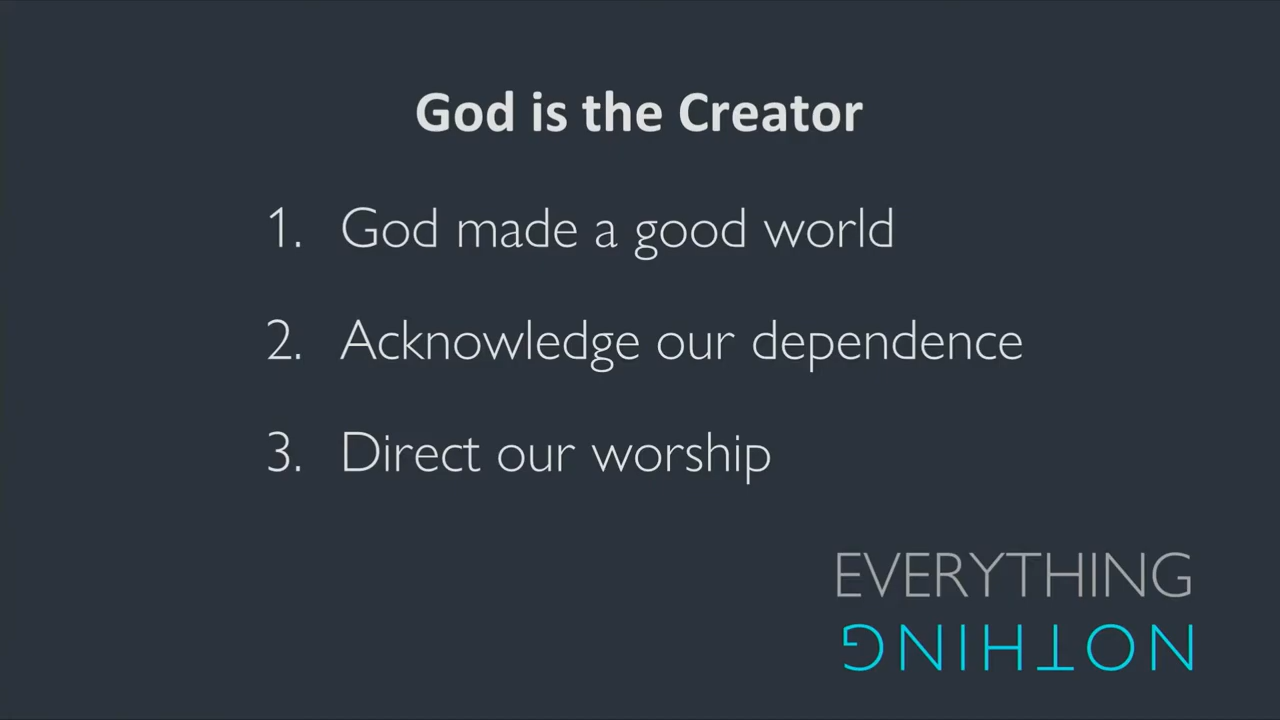 God is the Creator
1. God made a good world
2. Acknowledge our dependence
3. Direct our worship
EVERYTHING
NOTHING